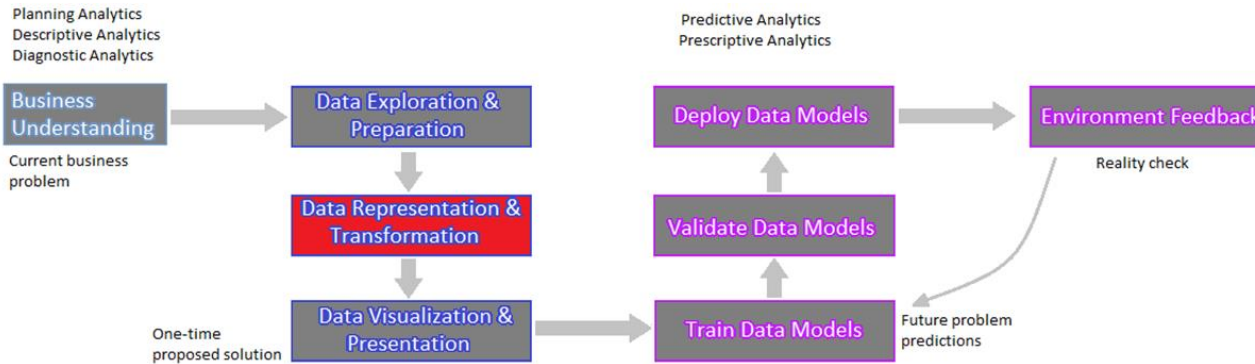 Planning Analytics
Descriptive Analytics
Diagnostic Analytics
Business
Understanding
Current business
problem
Data Exploration &
Preparation
Data Representation &
Transformation
Data Visualization &
Presentation
One-time
proposed solution
Predictive Analytics
Prescriptive Analytics
Deploy Data Models
Validate Data Models
Train Data Models
Future problem
predictions
Environment Feedback
Reality check